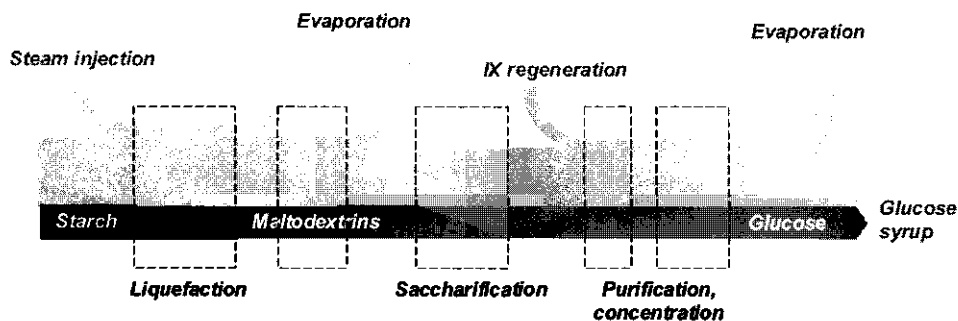 Evaporation
Evaporation
Steam injection
IX regeneration
Starch
Maltodextrins
Glucose
Glucose
syrup
Liquefaction
Saccharification
Purification,
concentration